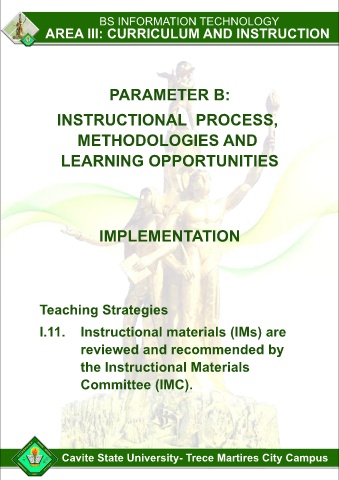 BS INFORMATION TECHNOLOGY
AREA III: CURRICULUM AND INSTRUCTION
PARAMETER B:
INSTRUCTIONAL PROCESS,
METHODOLOGIES AND
LEARNING OPPORTUNITIES
IMPLEMENTATION
Teaching Strategies
I.11. Instructional materials (IMs) are
reviewed and recommended by
the Instructional Materials
Committee (IMC).
Cavite State University- Trece Martires City Campus